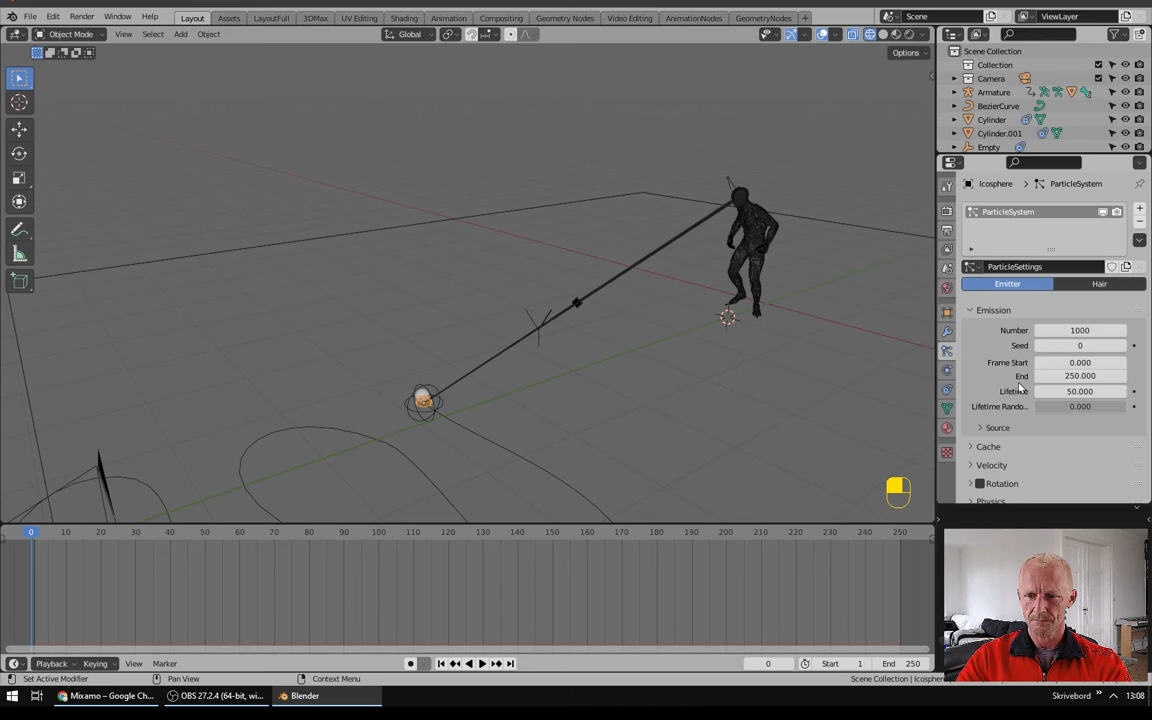 File Edit Render Window Help Layout Assets LayoutFull 3DMax UV Editing Shading Animation Compositing Geometry Nodes Video Editing AnimationNodes GeometryNodes + Scene ViewLayer
Object Mode View Select Add Object Global
Options
Scene Collection
Collection
Camera
Armature
BezierCurve
Cylinder
Cylinder.001
Empty
Icosphere ParticleSystem
ParticleSystem
ParticleSettings
Emitter Hair
Emission
Number 1000
Seed 0
Frame Start 0.000
End 250.000
Lifetime 50.000
Lifetime Rando.. 0.000
Source
Cache
Velocity
Rotation
Physics
0 10 20 30 40 50 60 70 80 90 100 110 120 130 140 150 160 170 180 190 200 210 220 230 240 250
Playback Keying View Marker 0 Start 1 End 250
Set Active Modifier Pan View Context Menu Scene Collection | Icosphere
Mixamo – Google Ch... OBS 27.2.4 (64-bit, wi... Blender Skrivebord 13:08